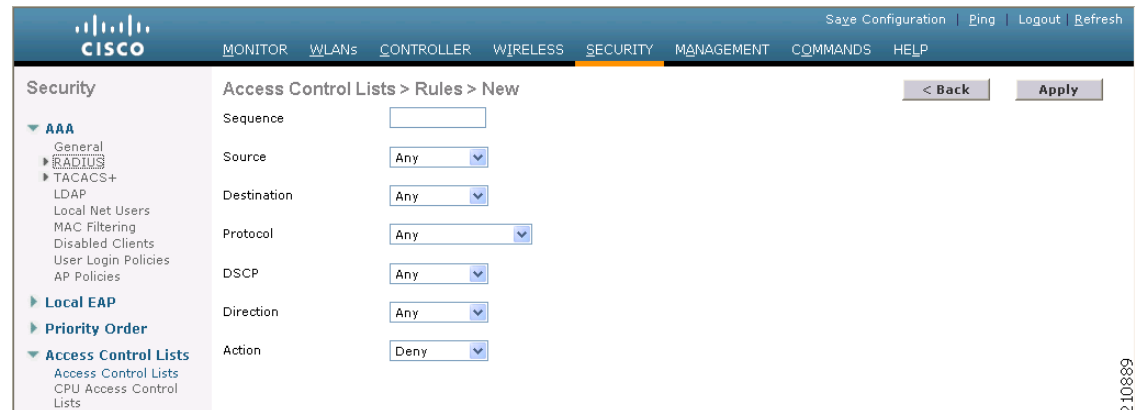 Save Configuration | Ping | Logout | Refresh
CISCO
MONITOR WLANs CONTROLLER WIRELESS SECURITY MANAGEMENT COMMANDS HELP
Security
AAA
General
RADIUS
TACACS+
LDAP
Local Net Users
MAC Filtering
Disabled Clients
User Login Policies
AP Policies
Local EAP
Priority Order
Access Control Lists
Access Control Lists
CPU Access Control
Lists
Access Control Lists > Rules > New
< Back Apply
Sequence
Source Any
Destination Any
Protocol Any
DSCP Any
Direction Any
Action Deny
210889